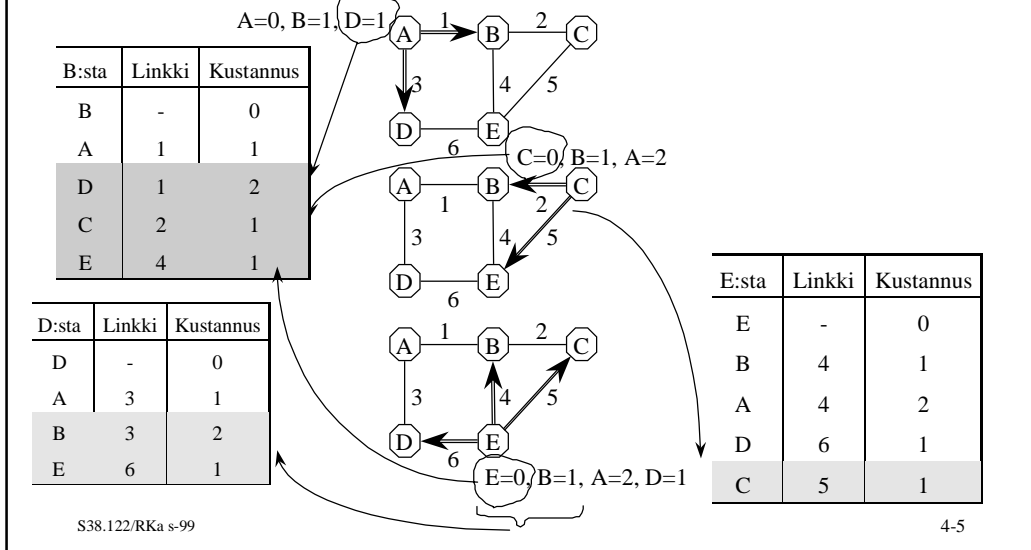 A=0, B=1, D=1
B:sta Linkki Kustannus
B - 0
A 1 1
D 1 2
C 2 1
E 4 1
A 1 B 2 C
3 4 5
D E
6
C=0, B=1, A=2
A B C
1 2
3 4 5
D E
6
D:sta Linkki Kustannus
D - 0
A 3 1
B 3 2
E 6 1
A 1 B 2 C
3 4 5
D E
6
E=0, B=1, A=2, D=1
E:sta Linkki Kustannus
E - 0
B 4 1
A 4 2
D 6 1
C 5 1
S38.122/RKa s-99
4-5